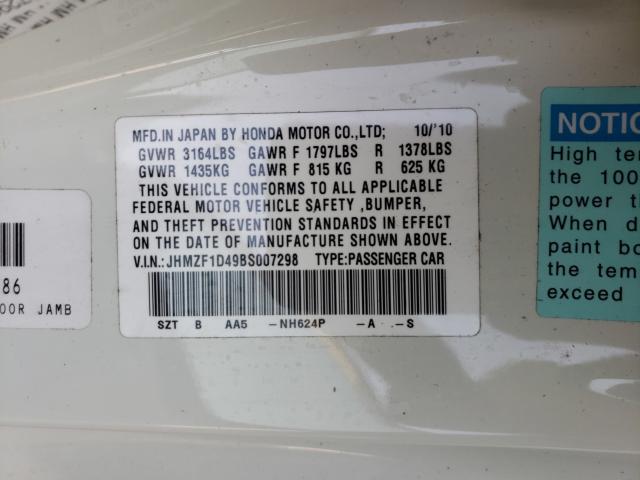 MFD.IN JAPAN BY HONDA MOTOR CO.,LTD; 10/'10
GVWR 3164LBS GAWR F 1797LBS R 1378LBS
GVWR 1435KG GAWR F 815 KG R 625 KG
THIS VEHICLE CONFORMS TO ALL APPLICABLE
FEDERAL MOTOR VEHICLE SAFETY ,BUMPER,
AND THEFT PREVENTION STANDARDS IN EFFECT
ON THE DATE OF MANUFACTURE SHOWN ABOVE.
V.I.N.: JHMZF1D49BS007298 TYPE:PASSENGER CAR
SZT B AA5 -NH624P -A -S
86
OOR JAMB
NOTIC
High ten
the 100
power th
When d
paint bo
the tem
exceed